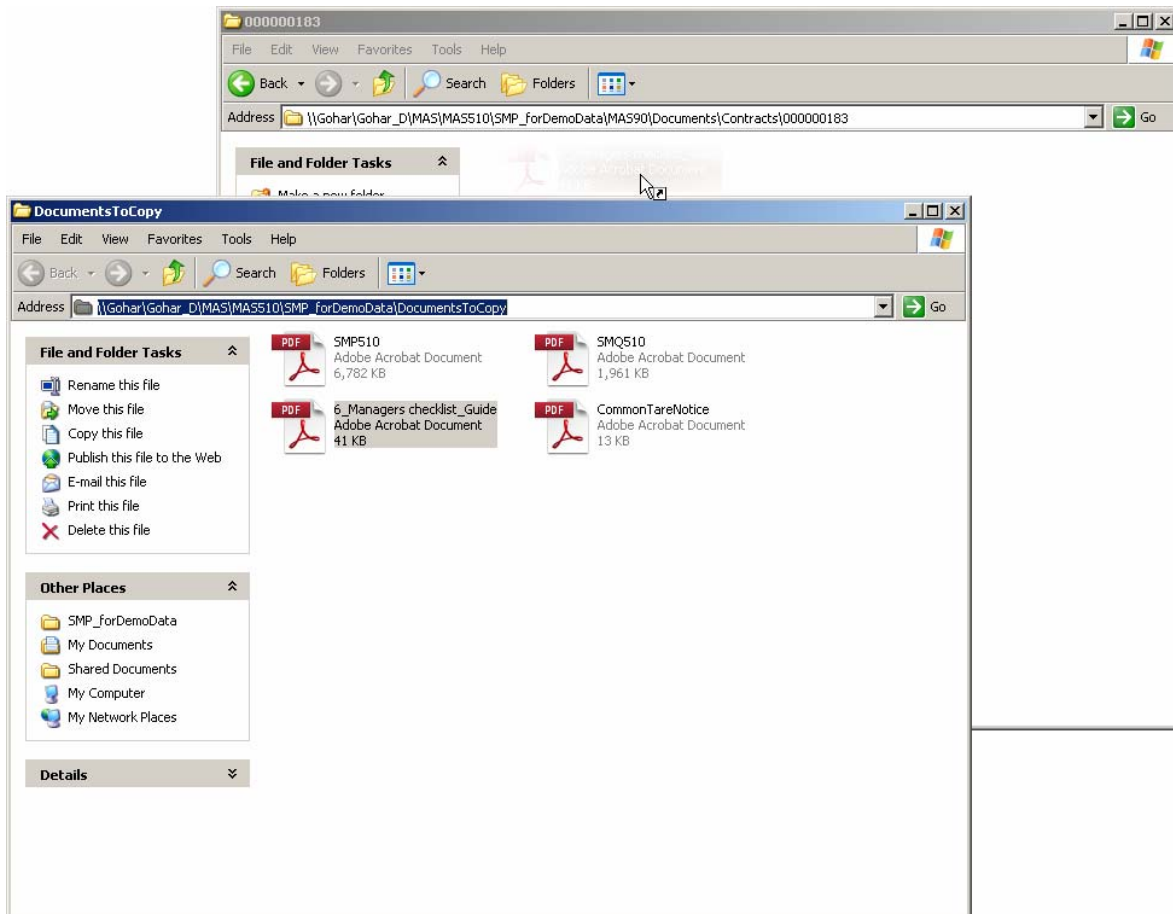 000000183
File Edit View Favorites Tools Help
Back Search Folders
Address \\Gohar\Gohar_D\MAS\MAS510\SMP_forDemoData\MAS90\Documents\Contracts\000000183 Go
File and Folder Tasks
Make a new folder
Adobe Acrobat Document
DocumentsToCopy
File Edit View Favorites Tools Help
Back Search Folders
Address \\Gohar\Gohar_D\MAS\MAS510\SMP_forDemoData\DocumentsToCopy Go
File and Folder Tasks
Rename this file
Move this file
Copy this file
Publish this file to the Web
E-mail this file
Print this file
Delete this file
Other Places
SMP_forDemoData
My Documents
Shared Documents
My Computer
My Network Places
Details
PDF
SMP510
Adobe Acrobat Document
6,782 KB
PDF
SMQ510
Adobe Acrobat Document
1,961 KB
PDF
6_Managers checklist_Guide
Adobe Acrobat Document
41 KB
PDF
CommonTareNotice
Adobe Acrobat Document
13 KB